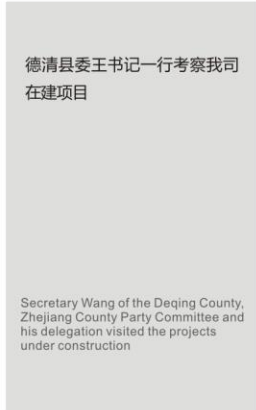 德清县委王书记一行考察我司
在建项目
Secretary Wang of the Deqing County,
Zhejiang County Party Committee and
his delegation visited the projects
under construction